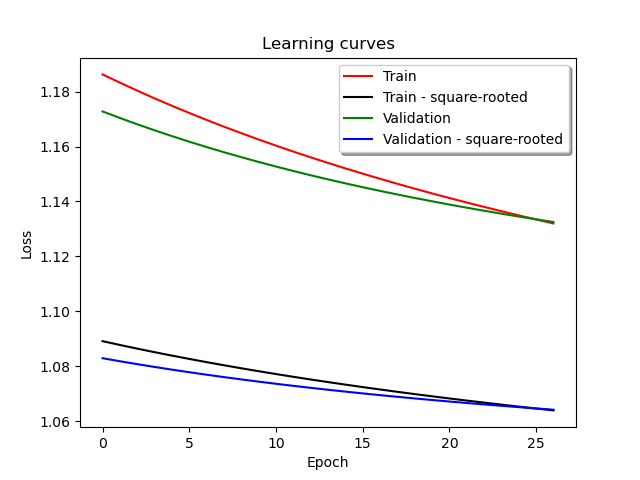 Learning curves
Train
Train - square-rooted
Validation
Validation - square-rooted
Loss
1.18
1.16
1.14
1.12
1.10
1.08
1.06
0 5 10 15 20 25
Epoch